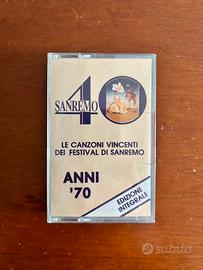 40
SANREMO
LE CANZONI VINCENTI
DEI FESTIVAL DI SANREMO
ANNI
'70
EDIZIONE
INTEGRALE
subito